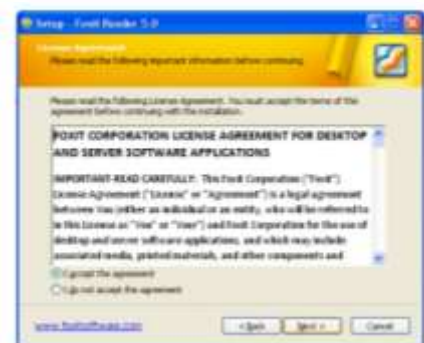 Setup - Foxit Reader 5.0
License Agreement
Please read the following important information before continuing.
Please read the following License Agreement. You must accept the terms of this
agreement before continuing with the installation.
FOXIT CORPORATION LICENSE AGREEMENT FOR DESKTOP
AND SERVER SOFTWARE APPLICATIONS
IMPORTANT-READ CAREFULLY: This Foxit Corporation ("Foxit")
License Agreement ("License" or "Agreement") is a legal agreement
between You (either an individual or an entity, who will be referred to
in this License as "You" or "User") and Foxit Corporation for the use of
desktop and server software applications, and which may include
associated media, printed materials, and other components and
I accept the agreement
I do not accept the agreement
www.foxitsoftware.com
< Back
Next >
Cancel